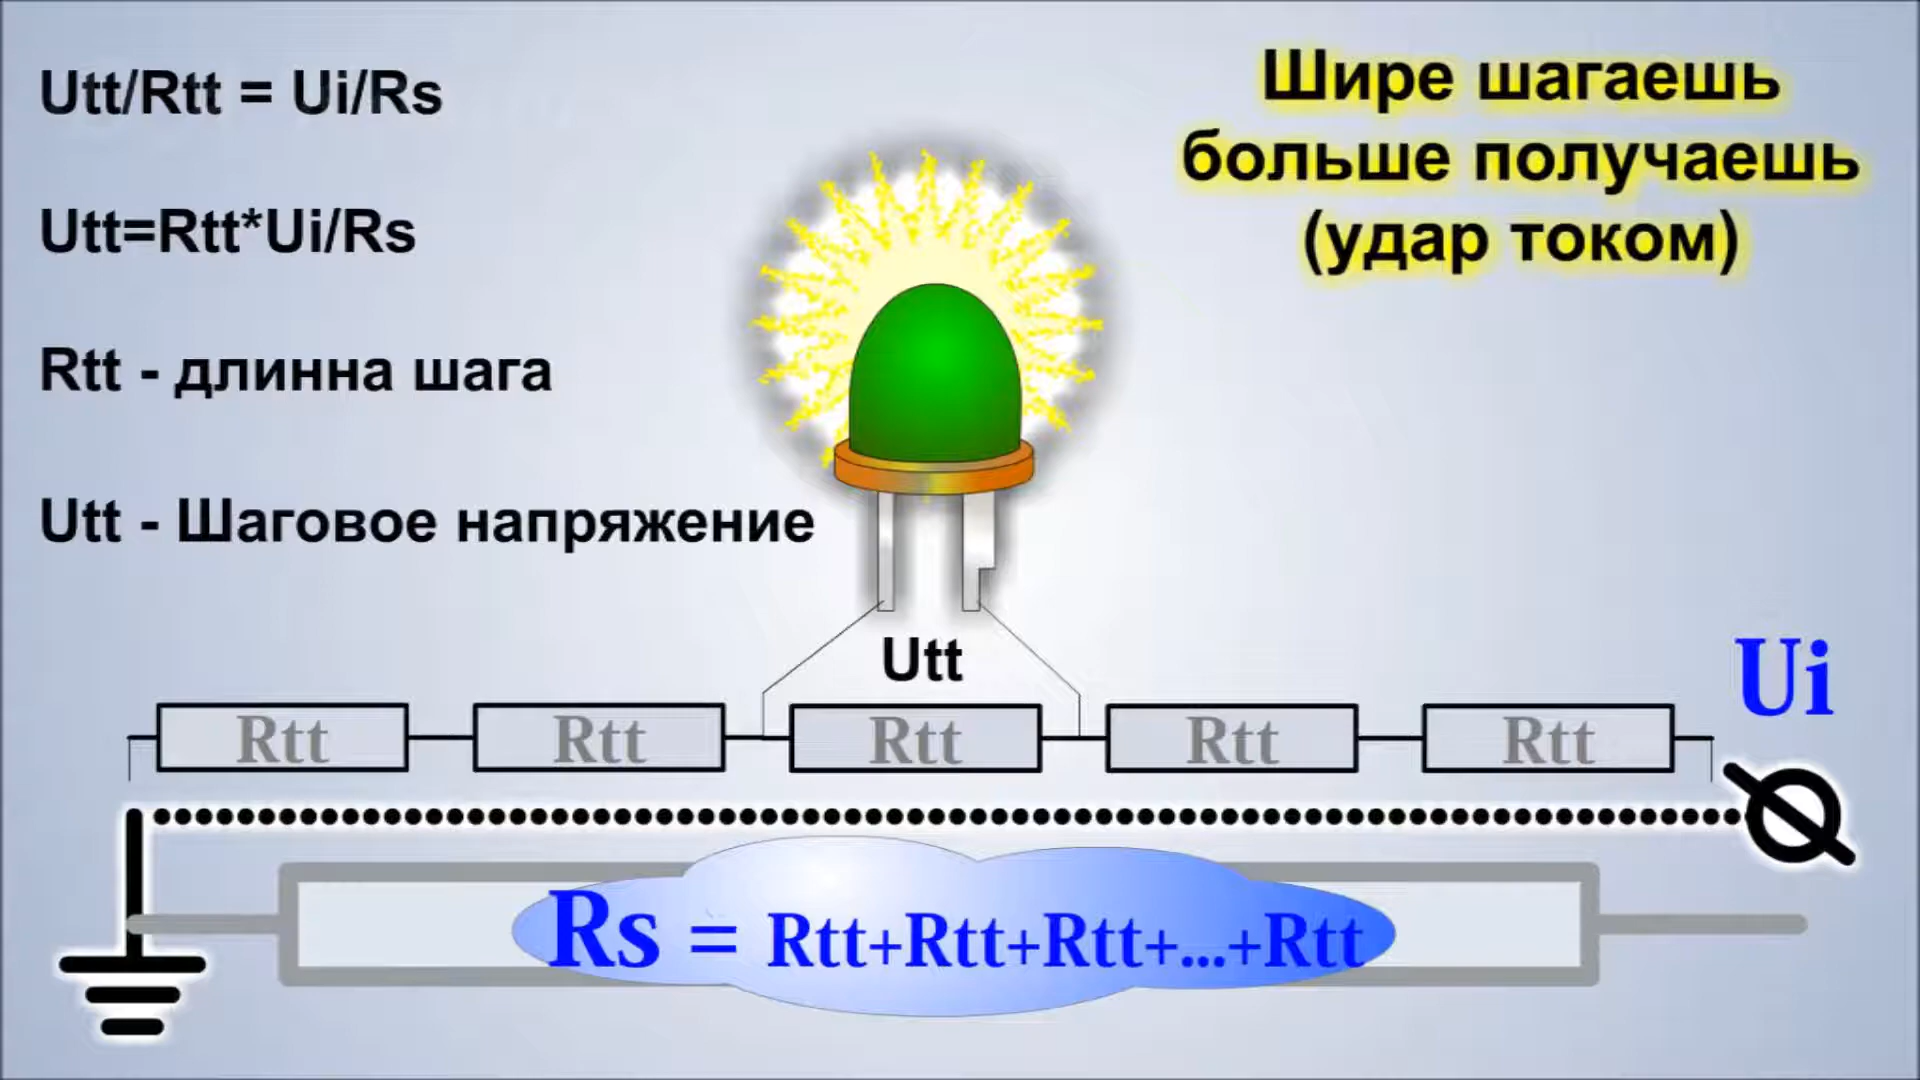 Utt/Rtt = Ui/Rs
Utt=Rtt*Ui/Rs
Rtt - длинна шага
Utt - Шаговое напряжение
Шире шагаешь
больше получаешь
(удар током)
Utt
Ui
Rtt Rtt Rtt Rtt Rtt
Rs = Rtt+Rtt+Rtt+...+Rtt